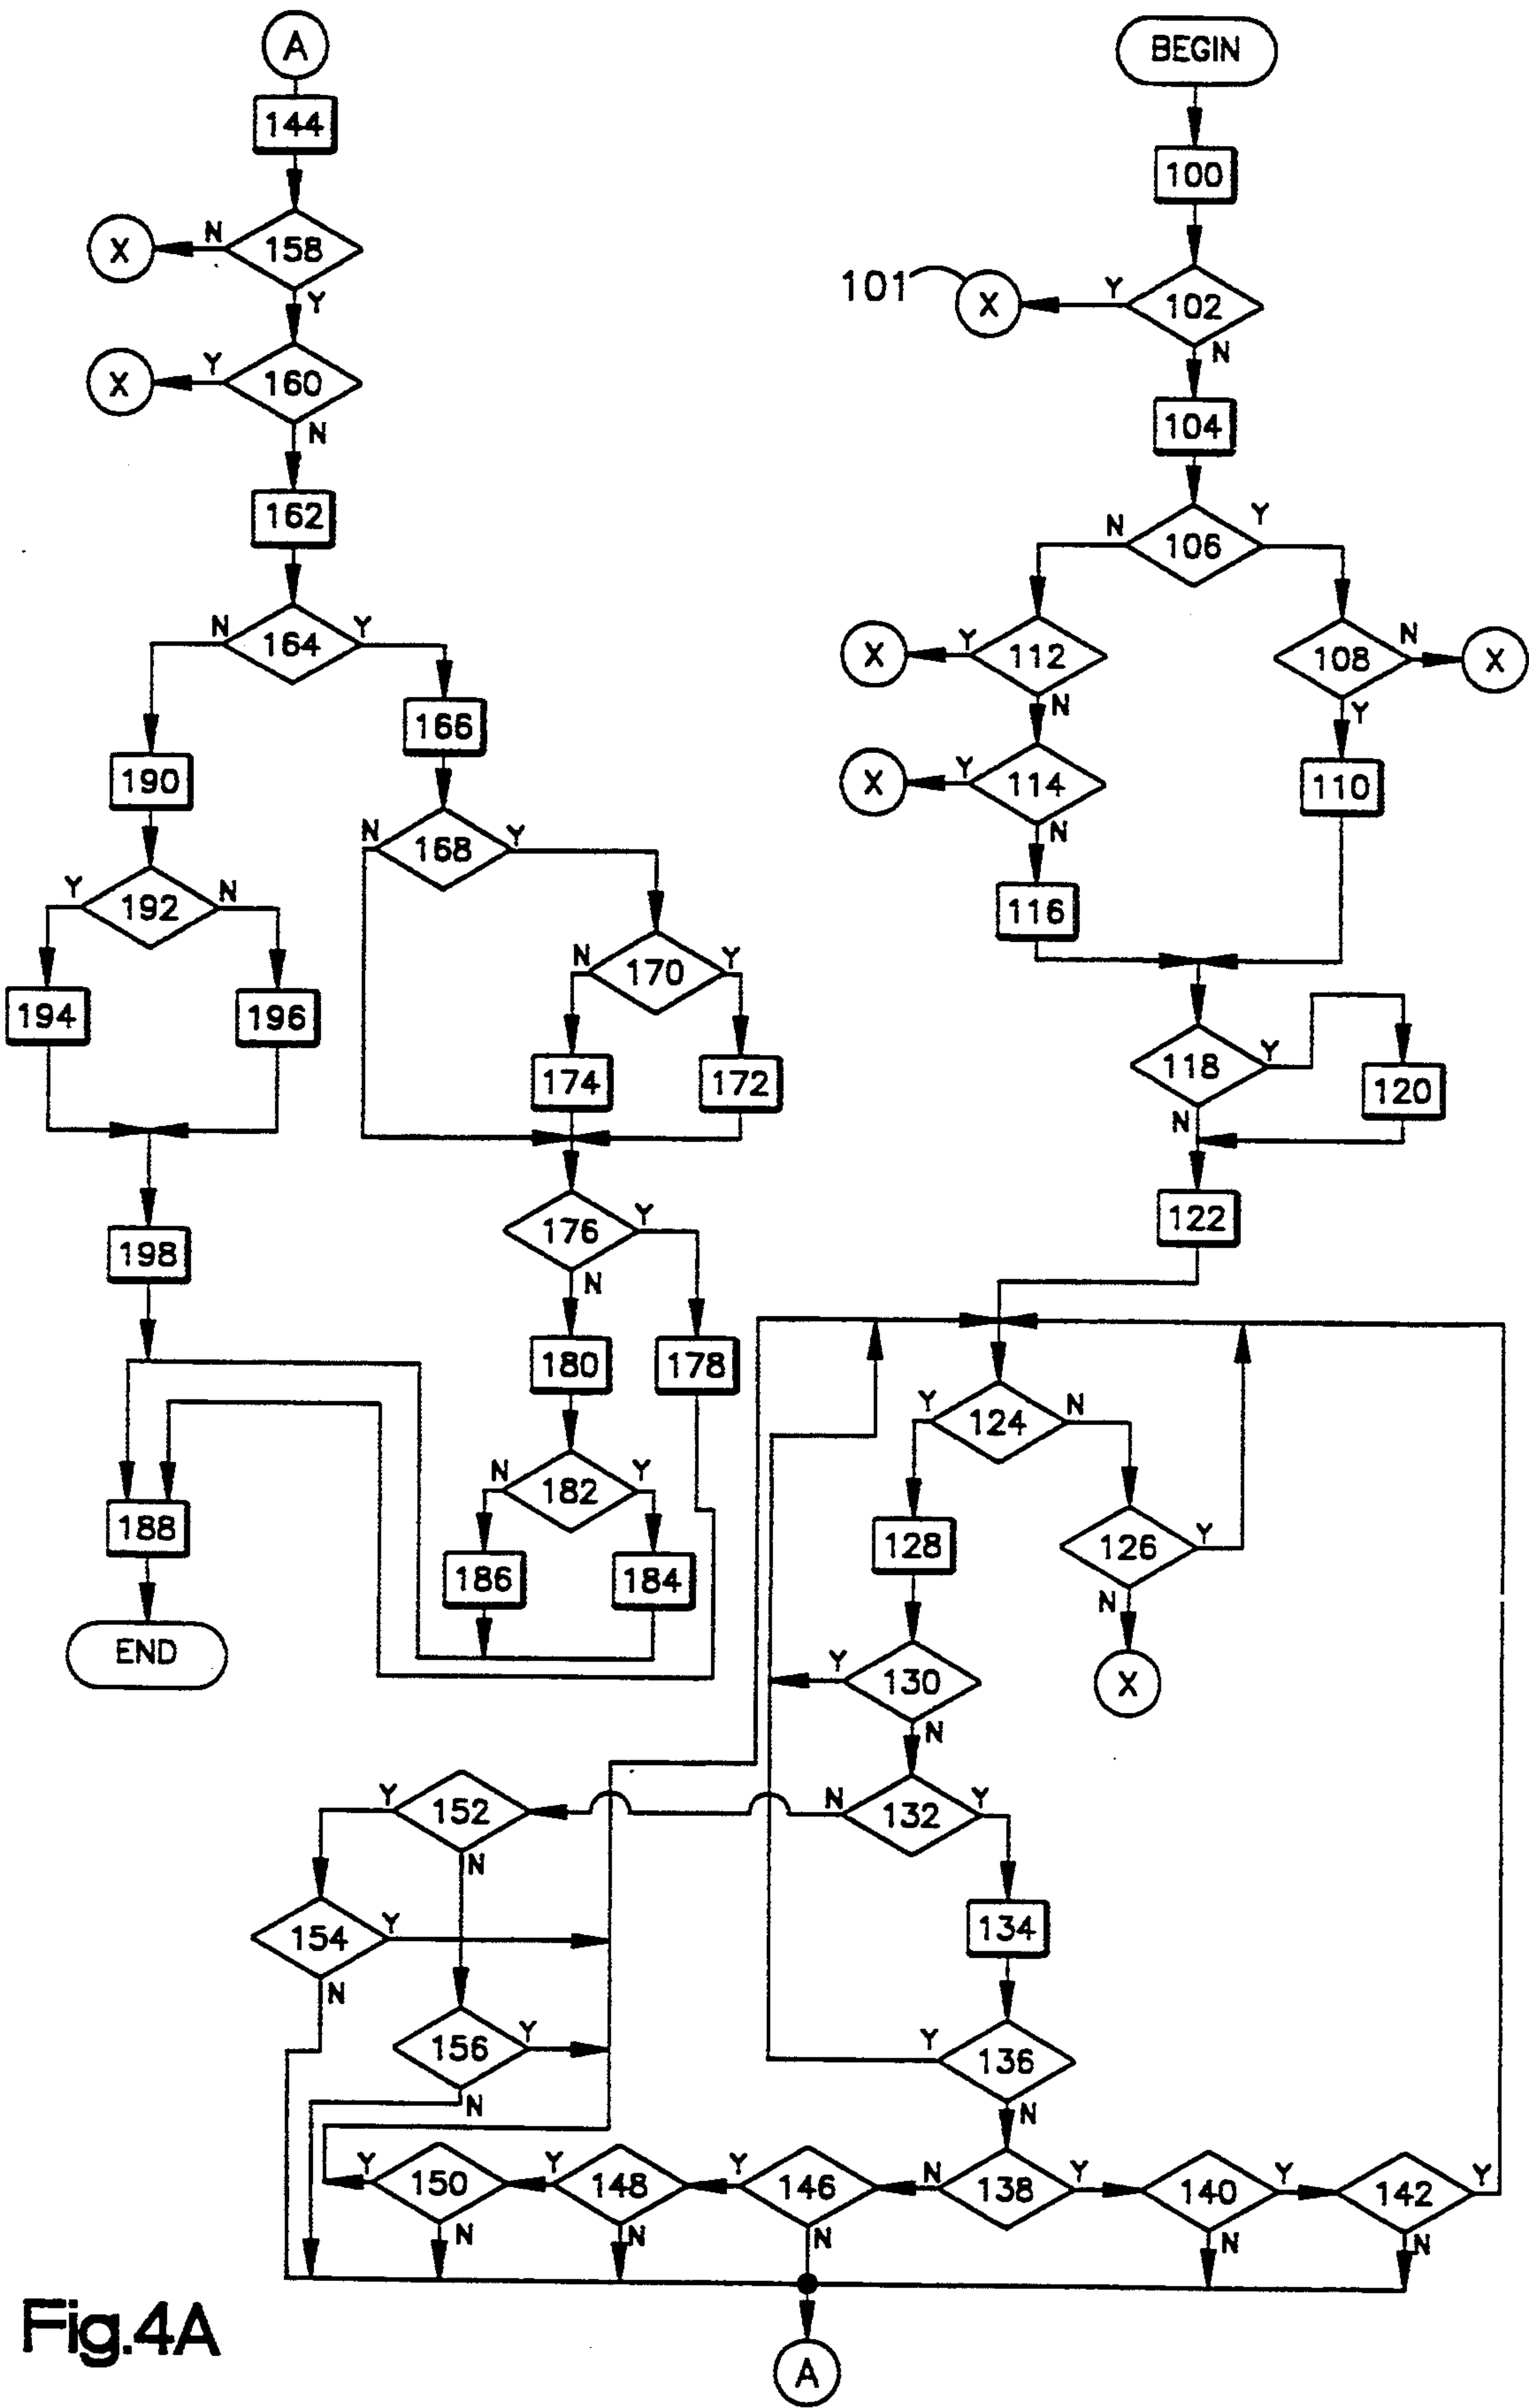 A
144
N 158
X
Y
Y 160
X
N
162
N 164 Y
166
190
N 168 Y
Y 192 N
N 170 Y
194 196
174 172
176 Y
198
N
180 178
N 182 Y
188
186 184
END
BEGIN
100
101 X Y 102
N
104
N 106 Y
X Y 112
108 N X
N
Y
X Y 114
110
N
116
118 Y
120
N
122
Y 124 N
128
126 Y
N
X
Y 130
N
Y 152
N 132 Y
N
154 Y
134
N
156 Y
Y 136
N
N
Y 150 Y 148 Y 146 N 138 Y 140 Y 142 Y
N N N N N
A
Fig.4A